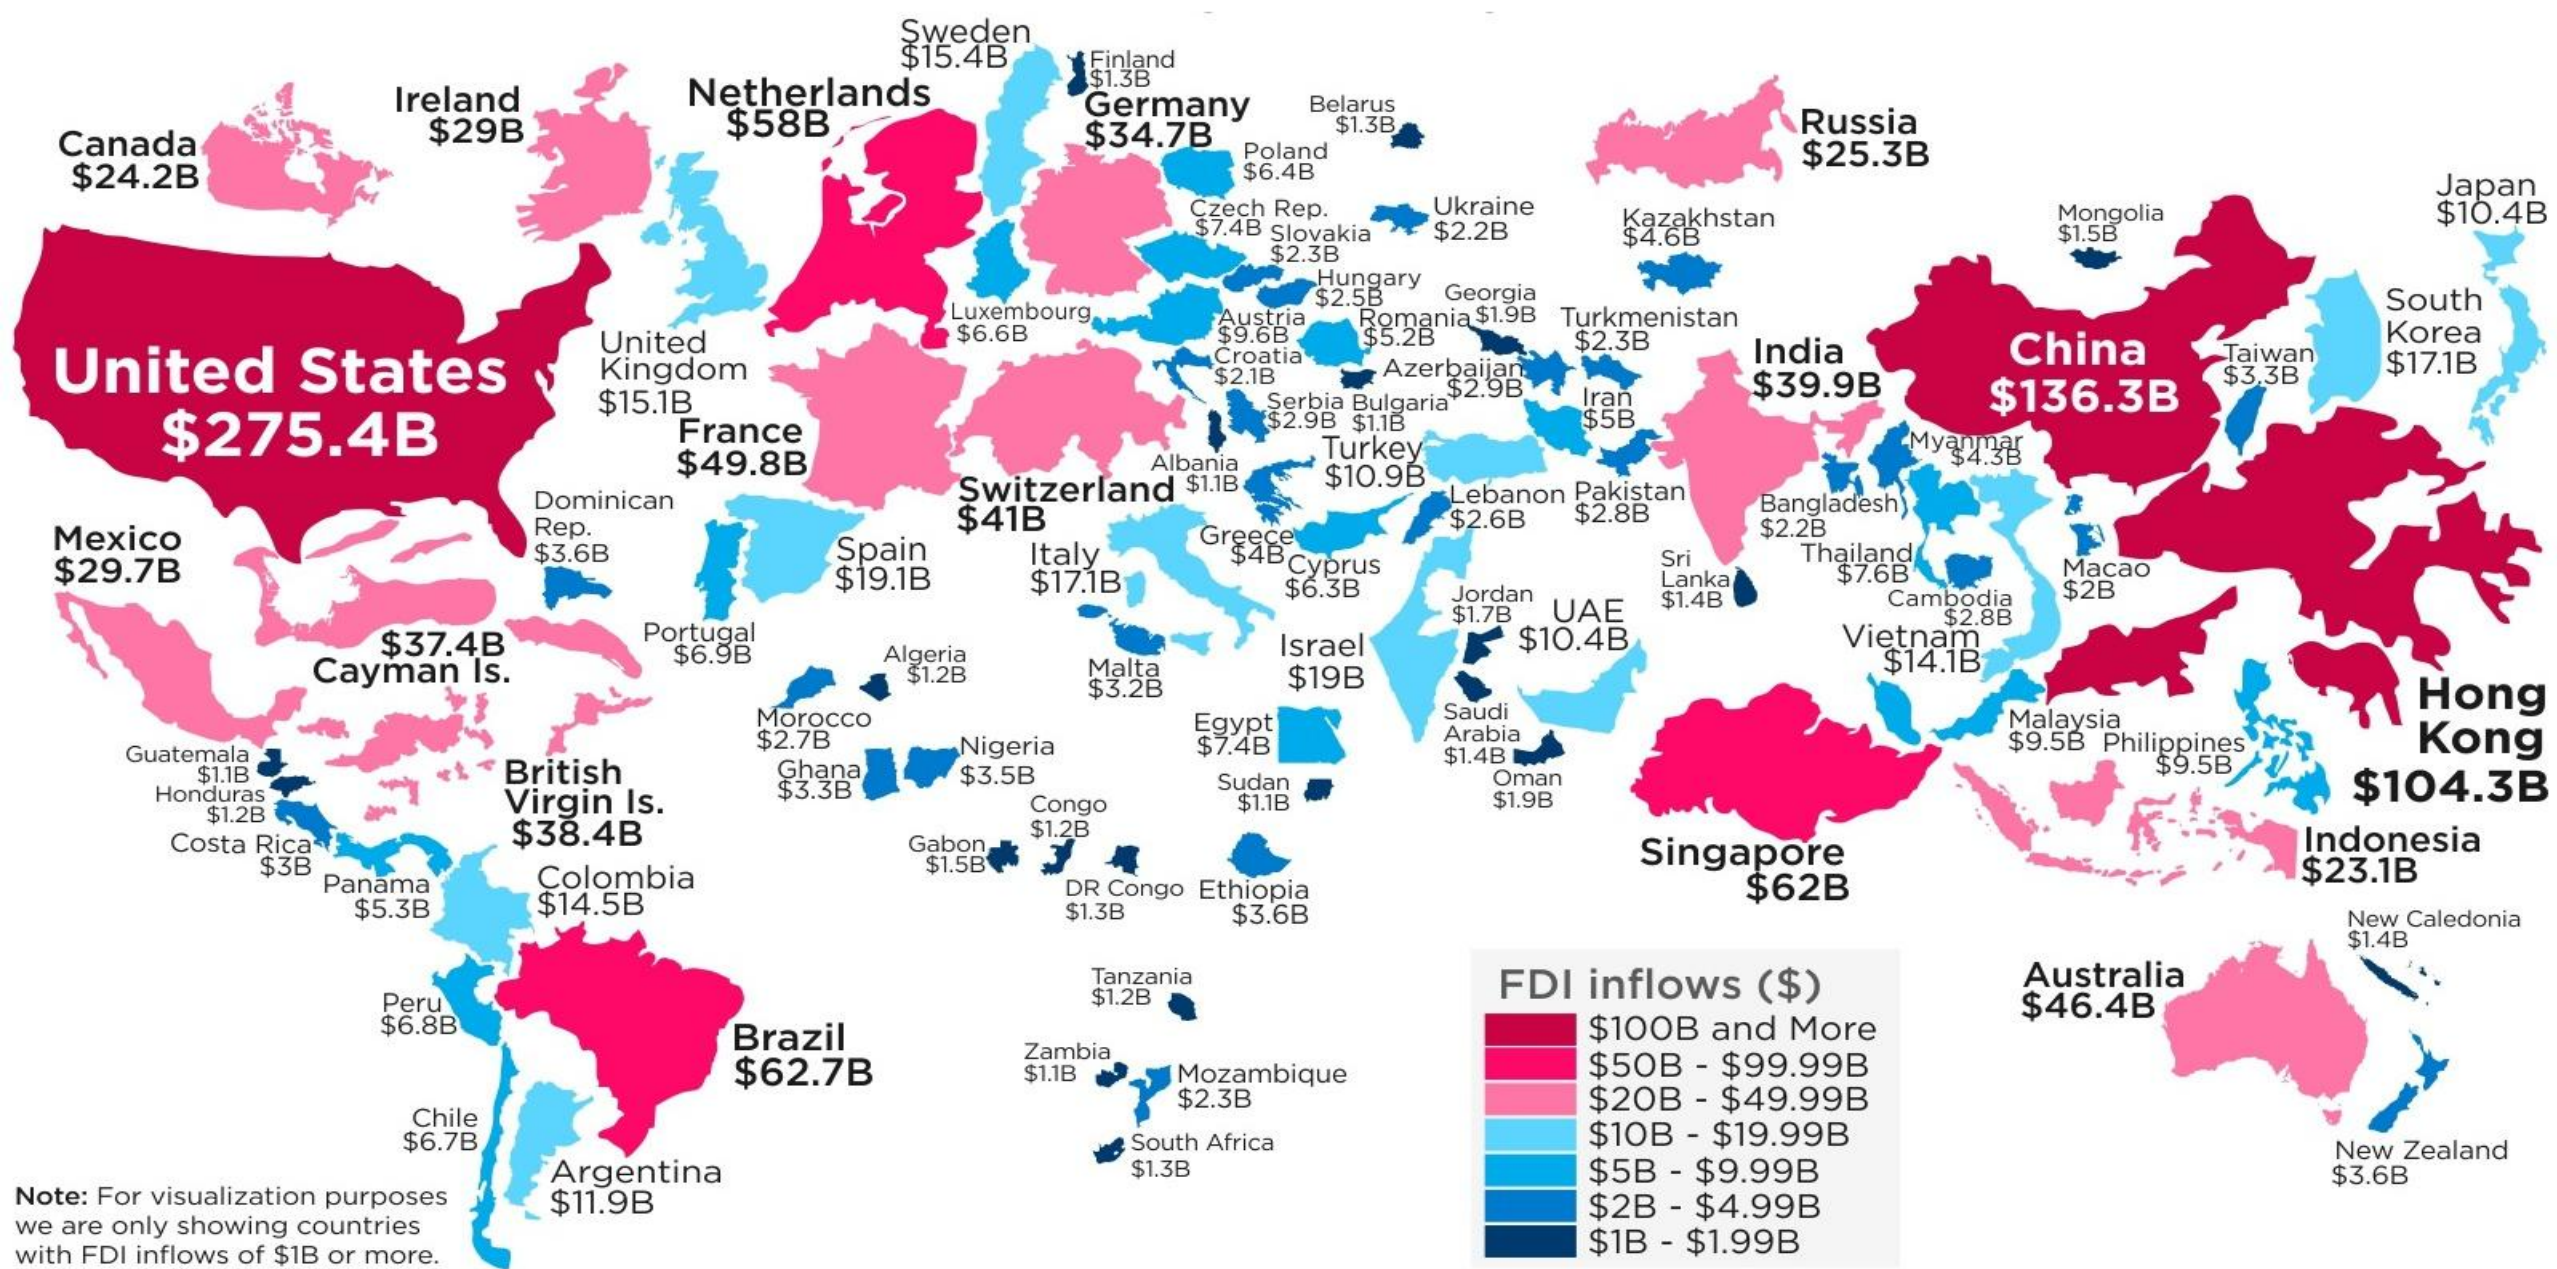 Sweden
$15.4B
Finland
$1.3B
Canada
$24.2B
Ireland
$29B
Netherlands
$58B
Germany
$34.7B
Belarus
$1.3B
Russia
$25.3B
Poland
$6.4B
Czech Rep.
$7.4B
Slovakia
$2.3B
Ukraine
$2.2B
Kazakhstan
$4.6B
Mongolia
$1.5B
Japan
$10.4B
United States
$275.4B
United
Kingdom
$15.1B
Luxembourg
$6.6B
Hungary
$2.5B
Austria
$9.6B
Romania
$5.2B
Georgia
$1.9B
Turkmenistan
$2.3B
Croatia
$2.1B
Azerbaijan
$2.9B
Serbia
$2.9B
Bulgaria
$1.1B
Iran
$5B
India
$39.9B
China
$136.3B
Taiwan
$3.3B
South
Korea
$17.1B
France
$49.8B
Switzerland
$41B
Albania
$1.1B
Turkey
$10.9B
Lebanon
$2.6B
Pakistan
$2.8B
Bangladesh
$2.2B
Myanmar
$4.3B
Mexico
$29.7B
Dominican
Rep.
$3.6B
Spain
$19.1B
Portugal
$6.9B
Italy
$17.1B
Greece
$4B
Cyprus
$6.3B
Sri
Lanka
$1.4B
Thailand
$7.6B
Cambodia
$2.8B
Macao
$2B
Vietnam
$14.1B
$37.4B
Cayman Is.
Algeria
$1.2B
Malta
$3.2B
Israel
$19B
Jordan
$1.7B
UAE
$10.4B
Morocco
$2.7B
Egypt
$7.4B
Saudi
Arabia
$1.4B
Oman
$1.9B
Malaysia
$9.5B
Philippines
$9.5B
Hong
Kong
$104.3B
Guatemala
$1.1B
Honduras
$1.2B
Costa Rica
$3B
Panama
$5.3B
British
Virgin Is.
$38.4B
Ghana
$3.3B
Nigeria
$3.5B
Sudan
$1.1B
Congo
$1.2B
Gabon
$1.5B
DR Congo
$1.3B
Ethiopia
$3.6B
Singapore
$62B
Indonesia
$23.1B
Colombia
$14.5B
Peru
$6.8B
Brazil
$62.7B
Tanzania
$1.2B
Zambia
$1.1B
Mozambique
$2.3B
South Africa
$1.3B
Chile
$6.7B
Argentina
$11.9B
New Caledonia
$1.4B
Australia
$46.4B
New Zealand
$3.6B
FDI inflows ($)
$100B and More
$50B - $99.99B
$20B - $49.99B
$10B - $19.99B
$5B - $9.99B
$2B - $4.99B
$1B - $1.99B
Note: For visualization purposes
we are only showing countries
with FDI inflows of $1B or more.